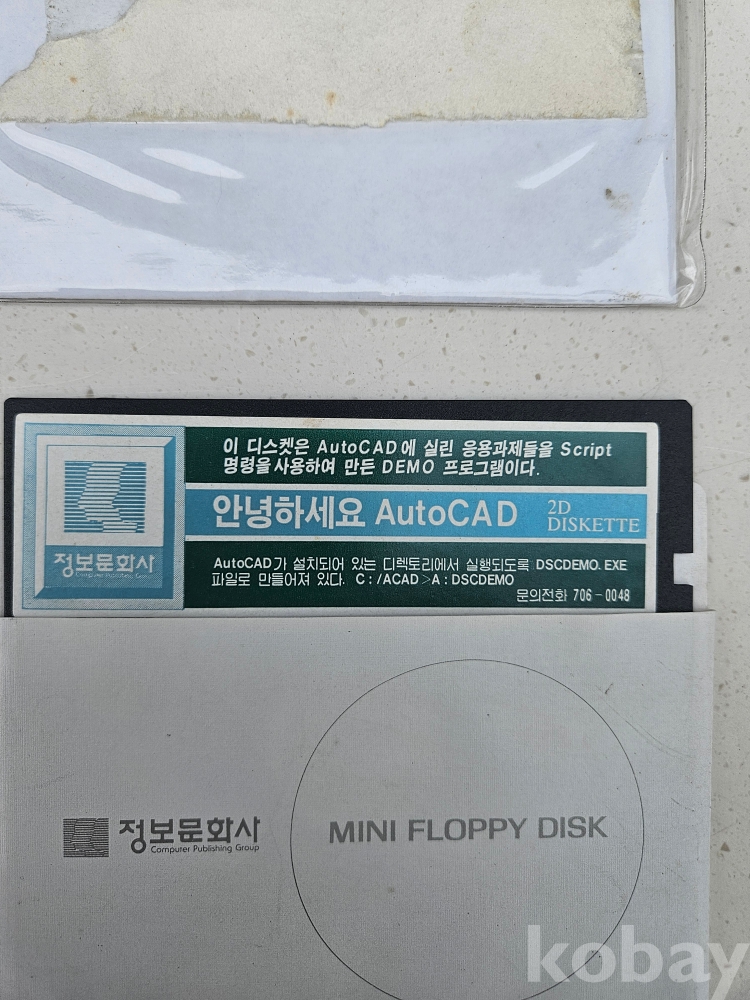 이 디스켓은 AutoCAD에 실린 응용과제들을 Script
명령을 사용하여 만든 DEMO 프로그램이다.
안녕하세요 AutoCAD
2D
DISKETTE
정보문화사
Computer Publishing Group
AutoCAD가 설치되어 있는 디렉토리에서 실행되도록 DSCDEMO.EXE
파일로 만들어져 있다. C:/ACAD>A:DSCDEMO
문의전화 706-0048
정보문화사
Computer Publishing Group
MINI FLOPPY DISK
kobay